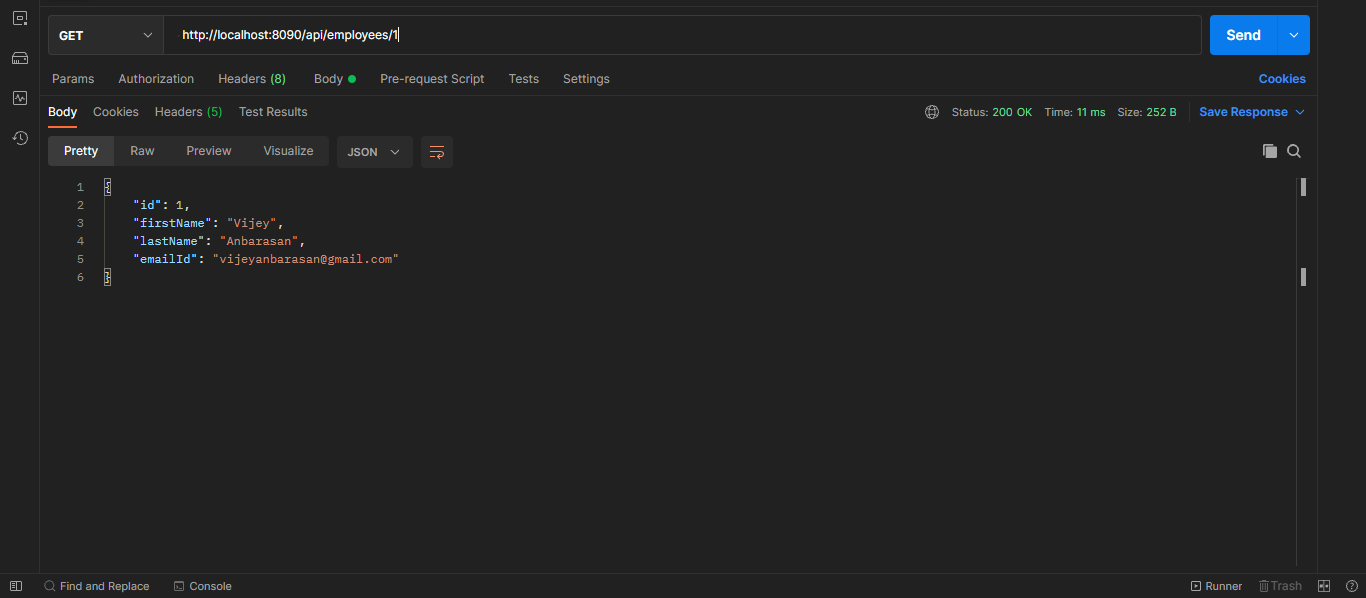 GET http://localhost:8090/api/employees/1 Send
Params Authorization Headers (8) Body Pre-request Script Tests Settings Cookies
Body Cookies Headers (5) Test Results Status: 200 OK Time: 11 ms Size: 252 B Save Response
Pretty Raw Preview Visualize JSON
1 {
2 "id": 1,
3 "firstName": "Vijey",
4 "lastName": "Anbarasan",
5 "emailId": "vijeyanbarasan@gmail.com"
6 }
Find and Replace Console Runner Trash